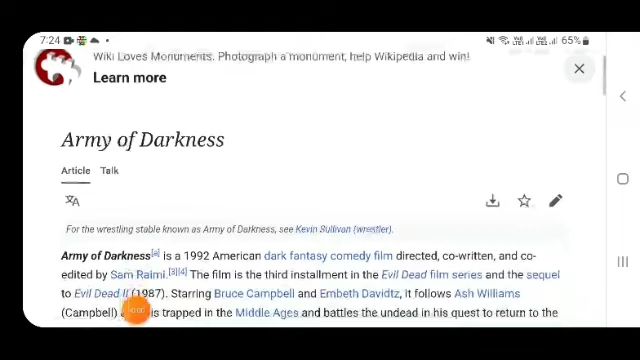 7:24
65%
Wiki Loves Monuments. Photograph a monument, help Wikipedia and win!
Learn more
Army of Darkness
Article Talk
For the wrestling stable known as Army of Darkness, see Kevin Sullivan (wrestler).
Army of Darkness[a] is a 1992 American dark fantasy comedy film directed, co-written, and co-
edited by Sam Raimi.[3][4] The film is the third installment in the Evil Dead film series and the sequel
to Evil Dead II (1987). Starring Bruce Campbell and Embeth Davidtz, it follows Ash Williams
(Campbell) is trapped in the Middle Ages and battles the undead in his quest to return to the